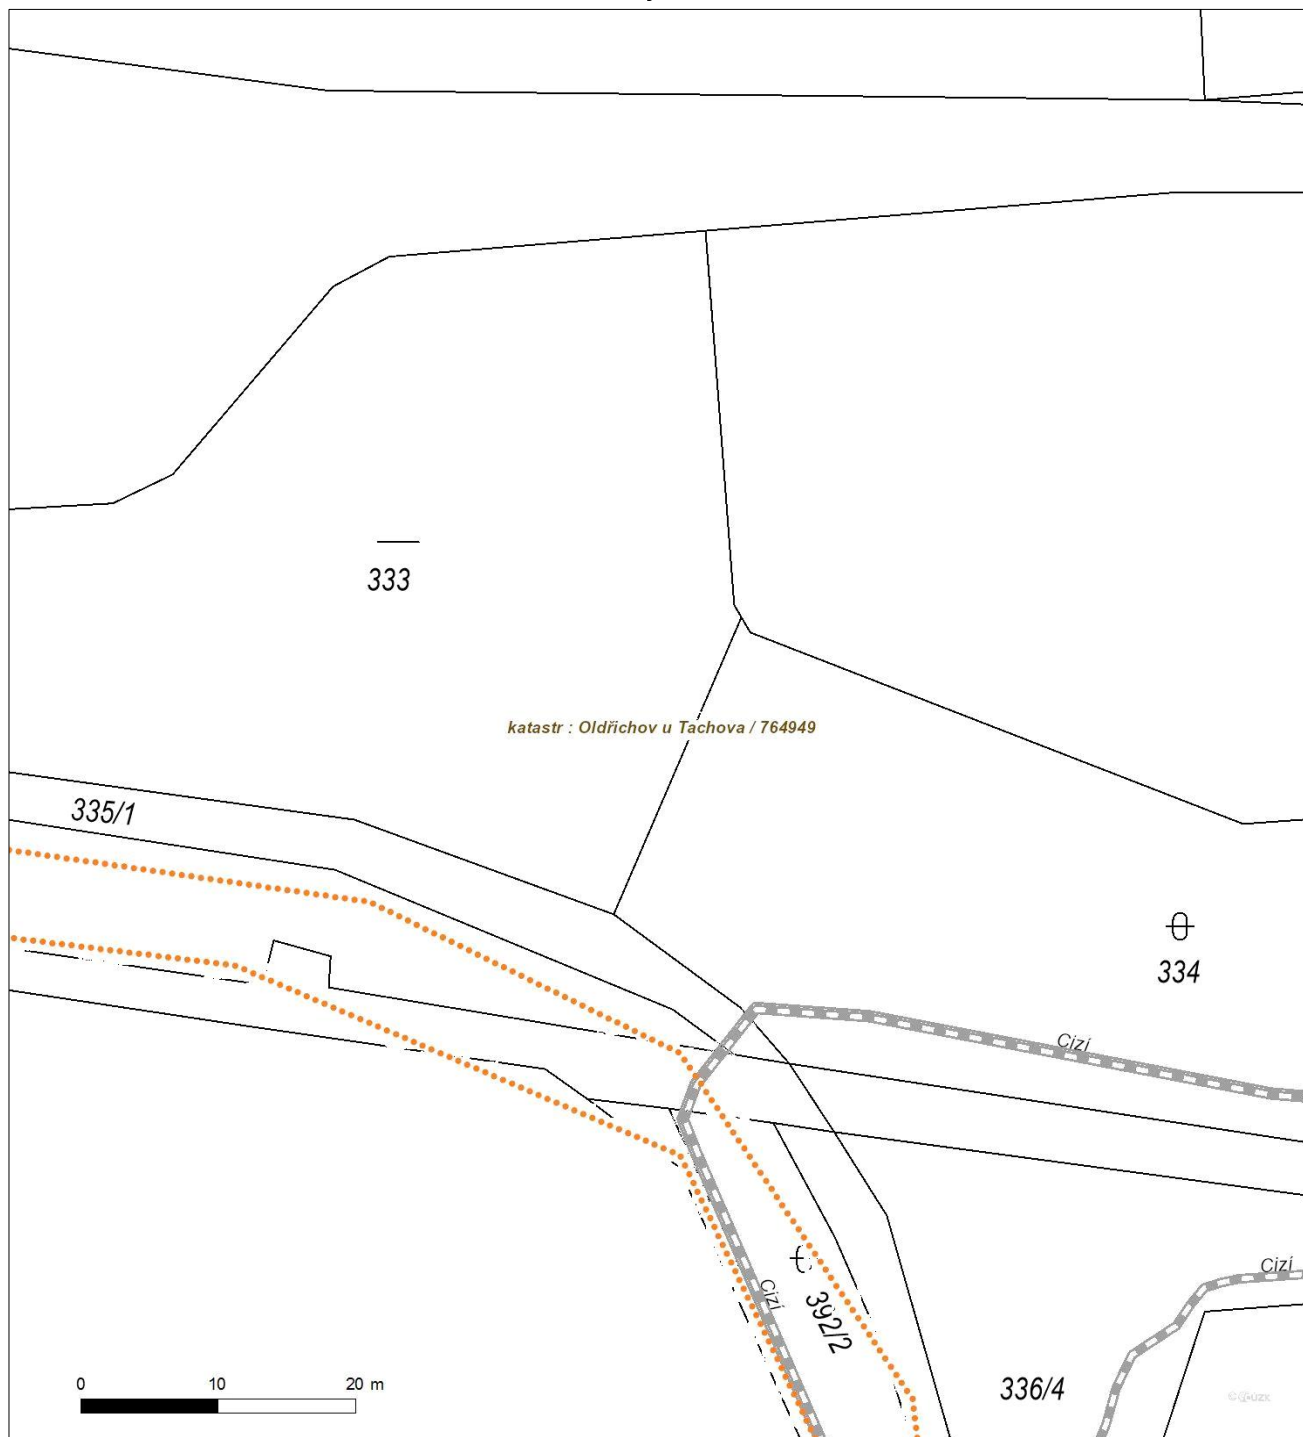 333
katastr : Oldřichov u Tachova / 764949
335/1
334
Cizí
Cizí
Cizí
392/2
336/4
0 10 20 m